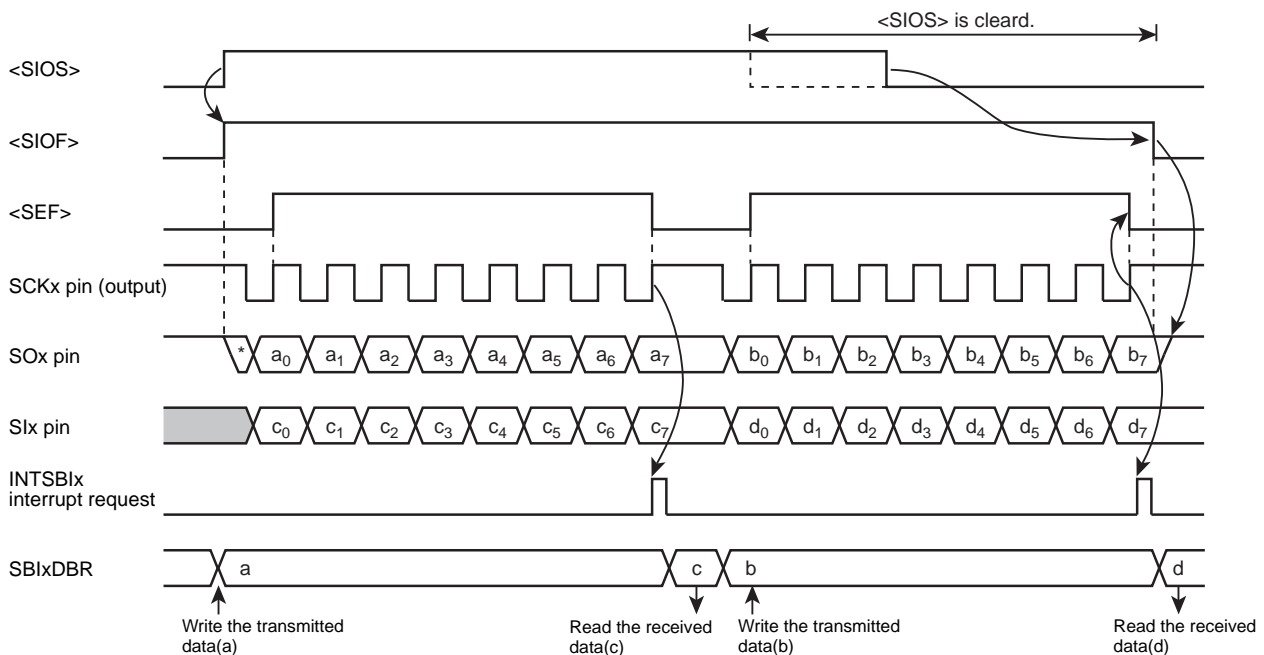 <SIOS> is cleard.
<SIOS>
<SIOF>
<SEF>
SCKx pin (output)
SOx pin
* a0 a1 a2 a3 a4 a5 a6 a7 b0 b1 b2 b3 b4 b5 b6 b7
SIx pin
c0 c1 c2 c3 c4 c5 c6 c7 d0 d1 d2 d3 d4 d5 d6 d7
INTSBIx
interrupt request
SBIxDBR
a c b d
Write the transmitted
data(a)
Read the received
data(c)
Write the transmitted
data(b)
Read the received
data(d)